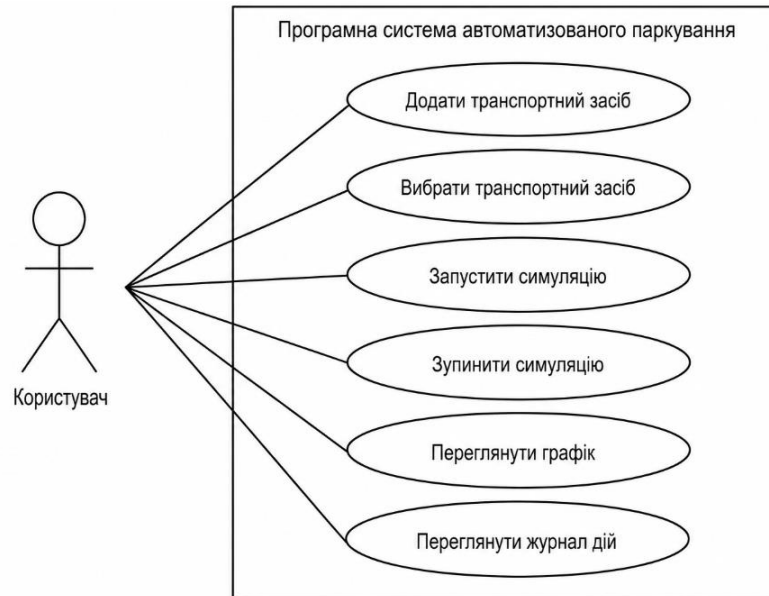 Програмна система автоматизованого паркування
Додати транспортний засіб
Вибрати транспортний засіб
Запустити симуляцію
Зупинити симуляцію
Користувач
Переглянути графік
Переглянути журнал дій